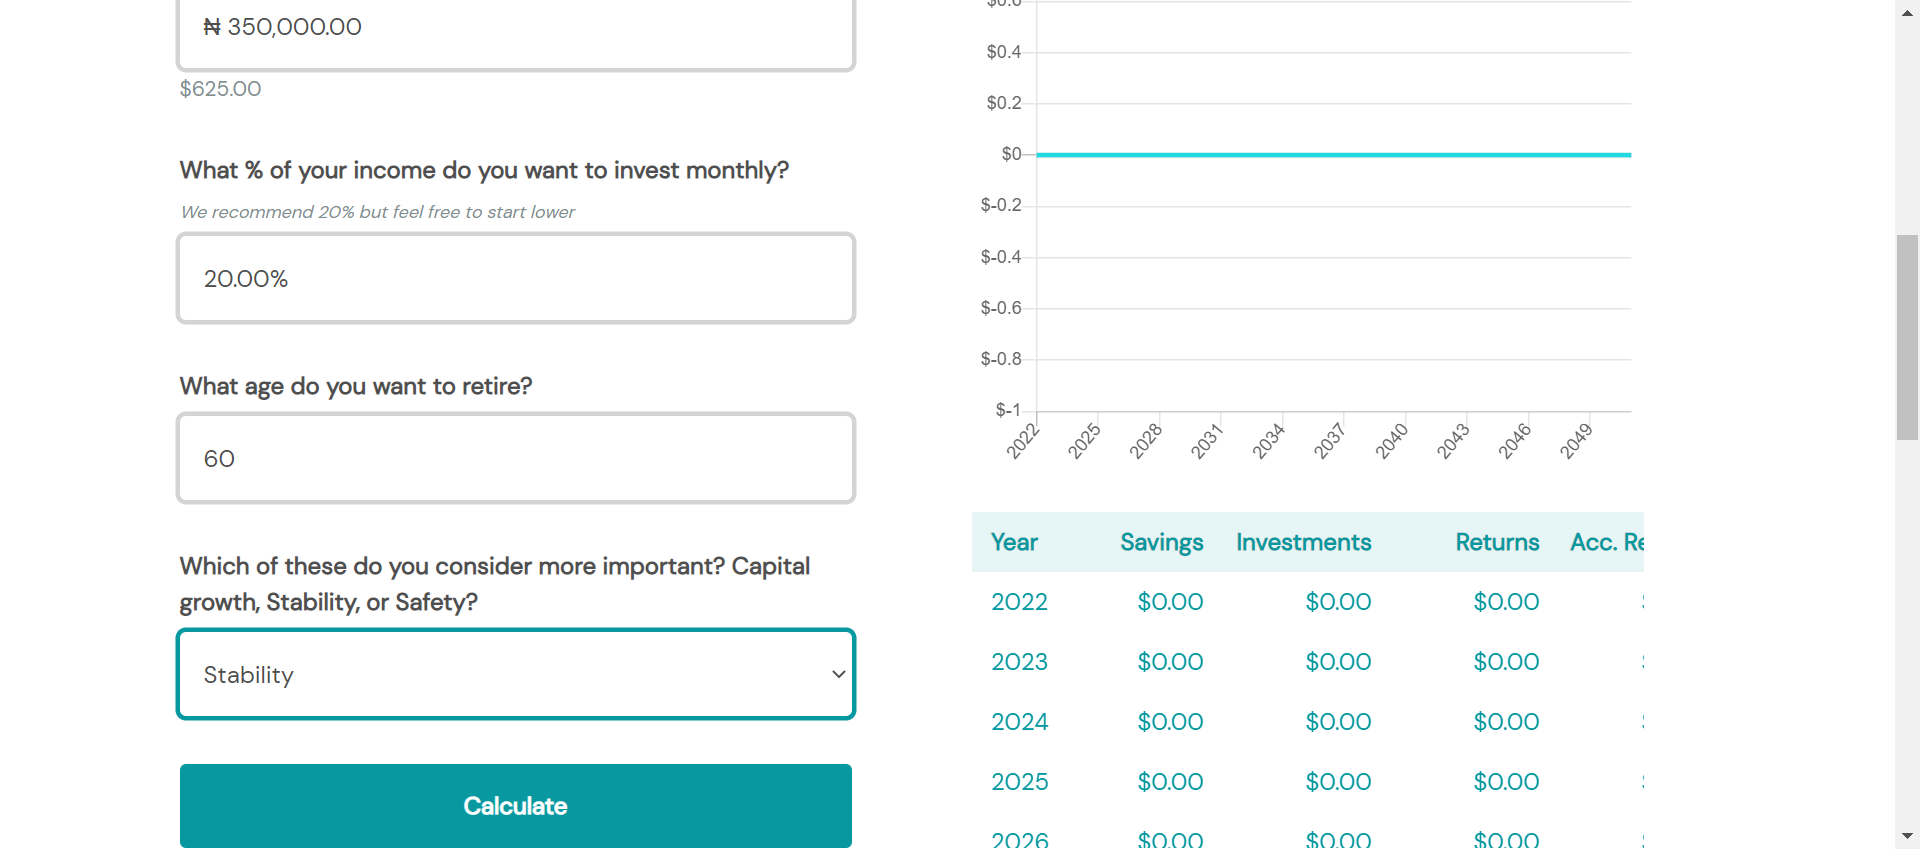 ₦ 350,000.00
$625.00
What % of your income do you want to invest monthly?
We recommend 20% but feel free to start lower
20.00%
What age do you want to retire?
60
Which of these do you consider more important? Capital
growth, Stability, or Safety?
Stability
Calculate
$0.6
$0.4
$0.2
$0
$-0.2
$-0.4
$-0.6
$-0.8
$-1
2022 2025 2028 2031 2034 2037 2040 2043 2046 2049
Year Savings Investments Returns Acc. Re
2022 $0.00 $0.00 $0.00
2023 $0.00 $0.00 $0.00
2024 $0.00 $0.00 $0.00
2025 $0.00 $0.00 $0.00
2026 $0.00 $0.00 $0.00